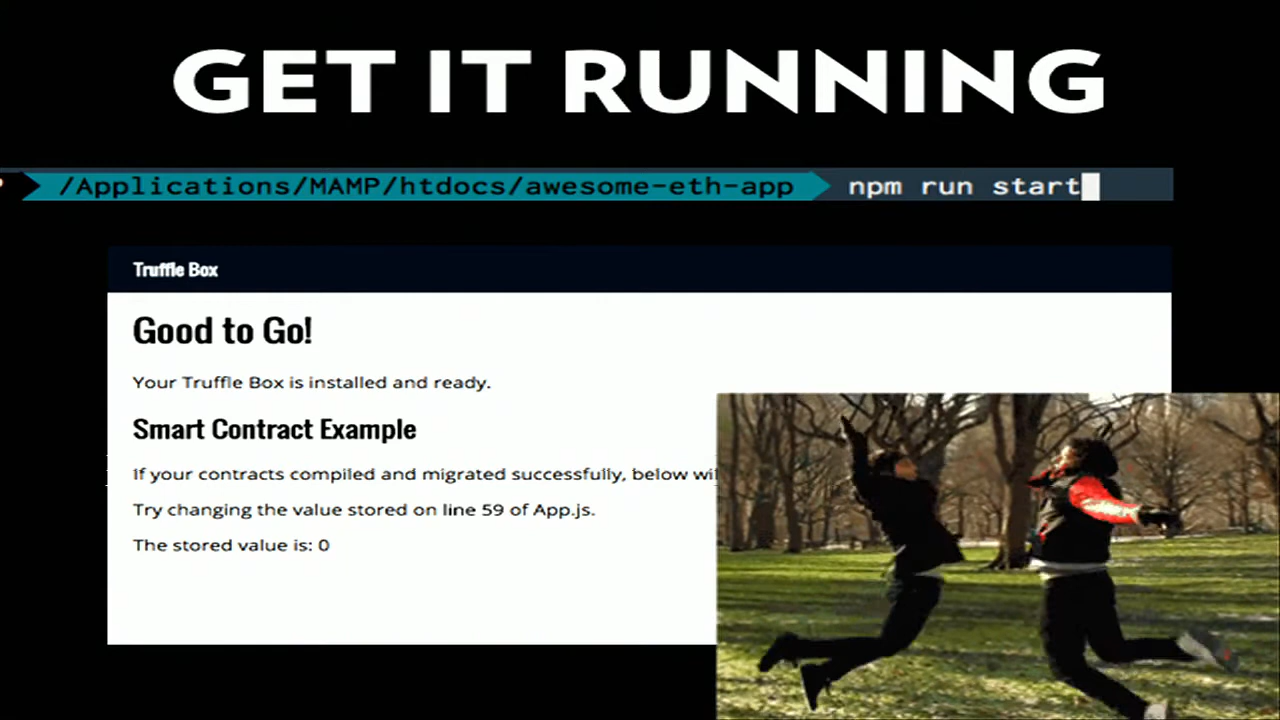 GET IT RUNNING
/Applications/MAMP/htdocs/awesome-eth-app npm run start
Truffle Box
Good to Go!
Your Truffle Box is installed and ready.
Smart Contract Example
If your contracts compiled and migrated successfully, below
Try changing the value stored on line 59 of App.js.
The stored value is: 0